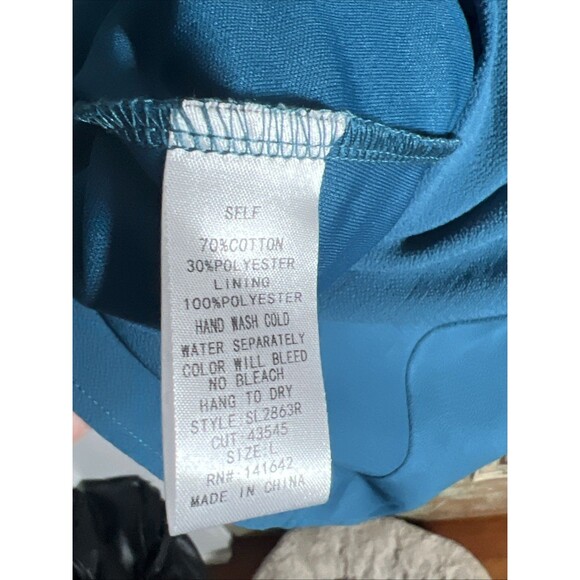 SELF
70%COTTON
30%POLYESTER
LINING
100%POLYESTER
HAND WASH COLD
WATER SEPARATELY
COLOR WILL BLEED
NO BLEACH
HANG TO DRY
STYLE:SL2863R
CUT:43545
SIZE:L
RN#:141642
MADE IN CHINA